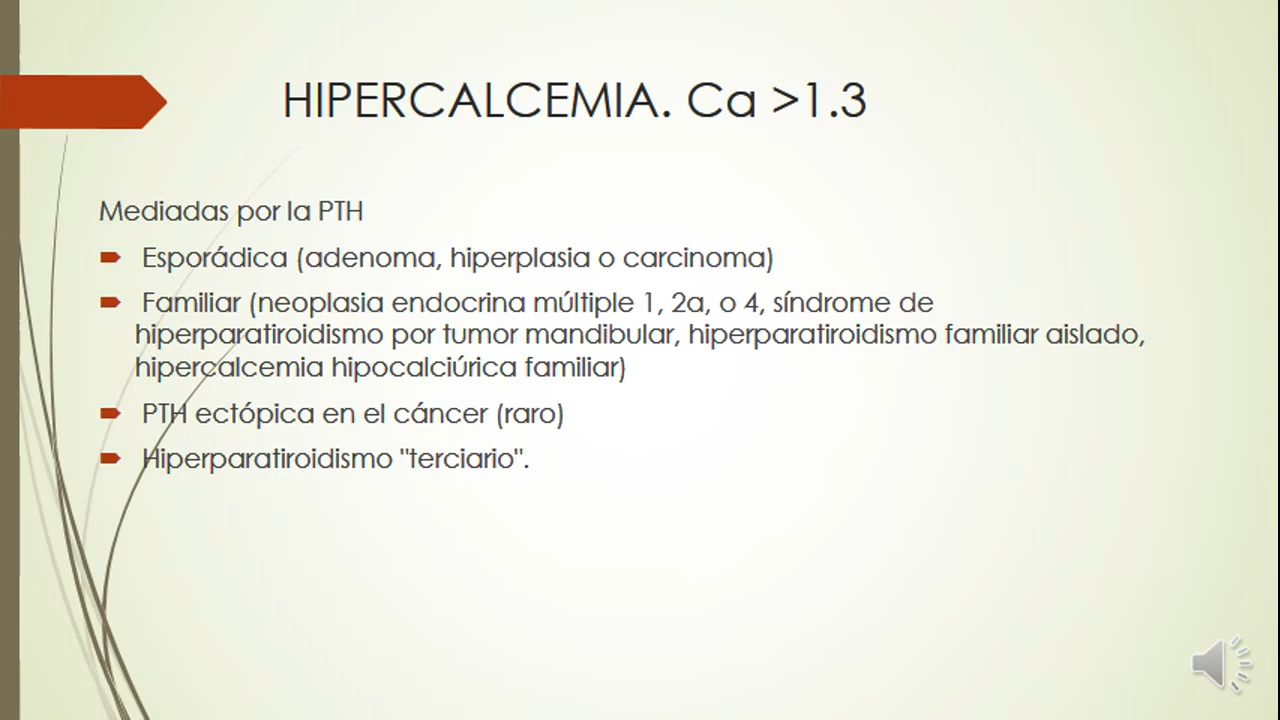 HIPERCALCEMIA. Ca >1.3
Mediadas por la PTH
Esporádica (adenoma, hiperplasia o carcinoma)
Familiar (neoplasia endocrina múltiple 1, 2a, o 4, síndrome de
hiperparatiroidismo por tumor mandibular, hiperparatiroidismo familiar aislado,
hipercalcemia hipocalciúrica familiar)
PTH ectópica en el cáncer (raro)
Hiperparatiroidismo "terciario".